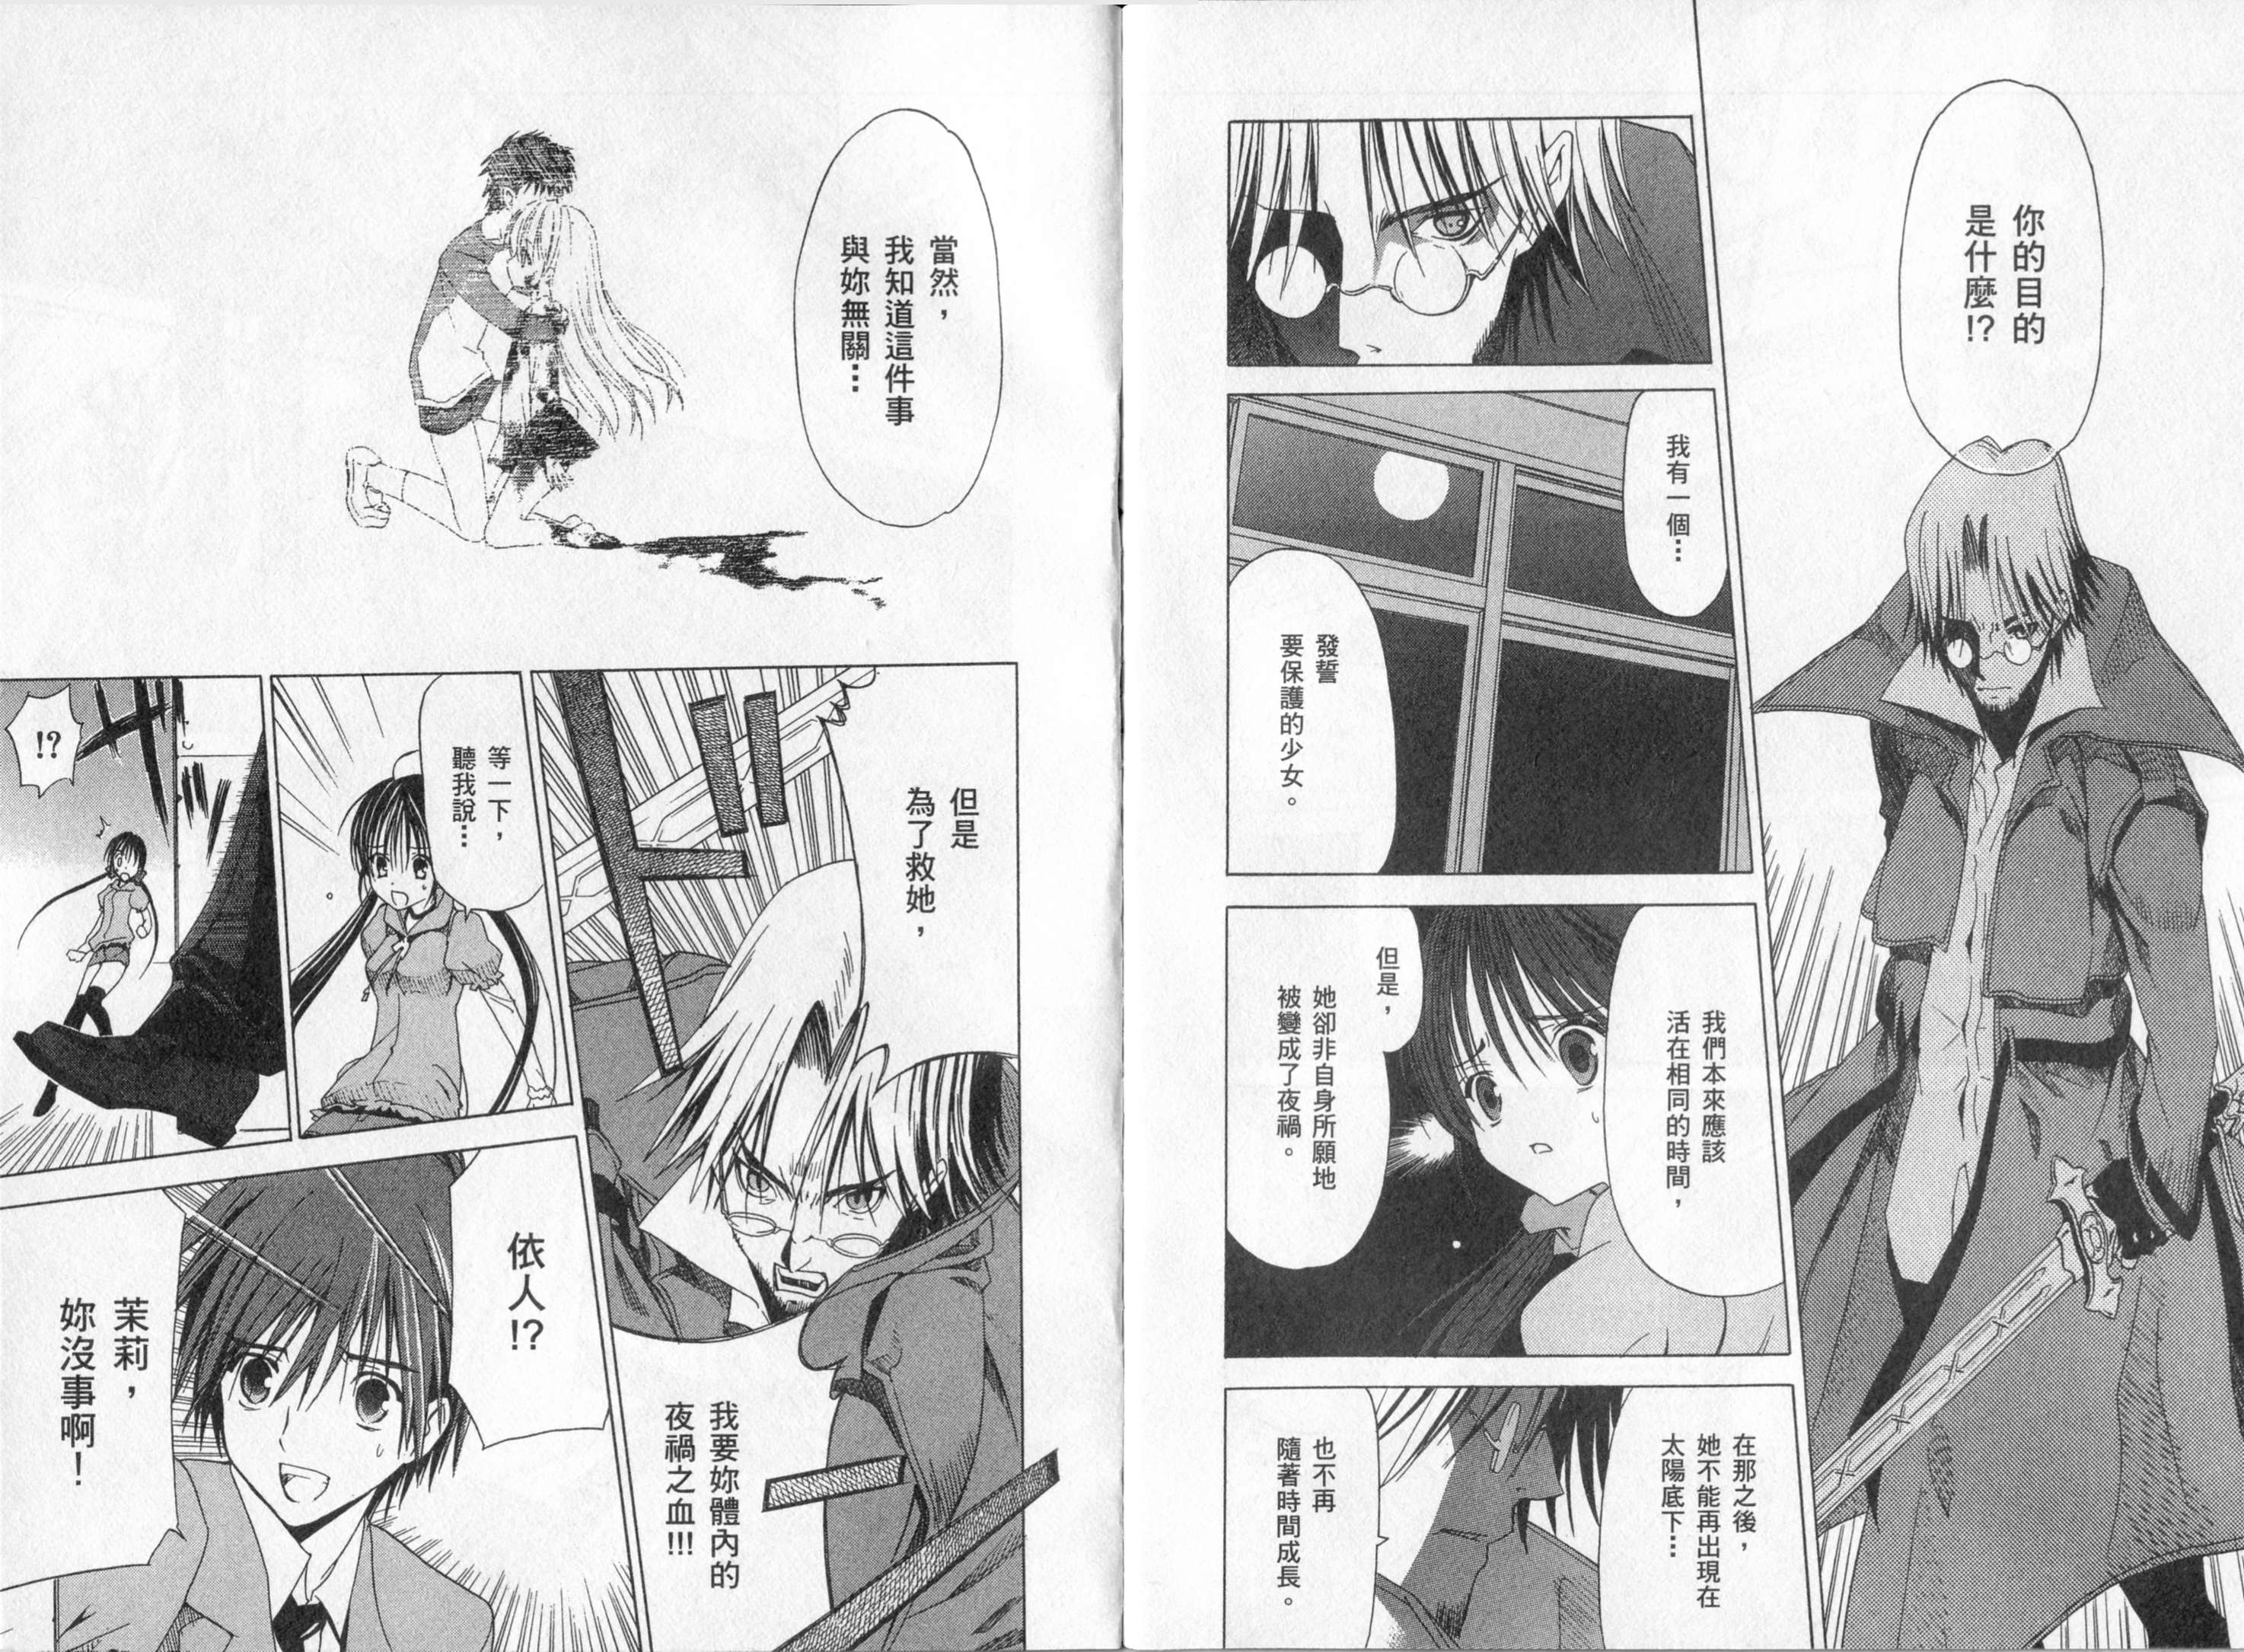 你的目的
是什麼!?
我有一個…
發誓
要保護的少女。
我們本來應該
活在相同的時間，
但是，
她卻非自身所願地
被變成了夜禍。
在那之後，
她不能再出現在
太陽底下…
也不再
隨著時間成長。
當然，
我知道這件事
與妳無關…
但是
為了救她，
ド
我要妳體內的
夜禍之血!!!
等一下，
聽我說…
!?
依人!?
茉莉，
妳沒事啊！